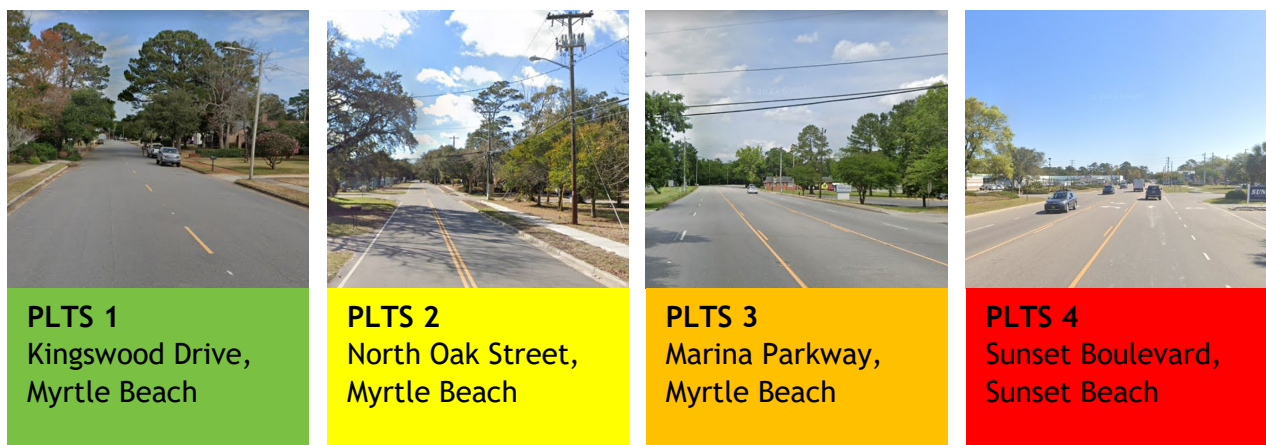 PLTS 1
Kingswood Drive,
Myrtle Beach
PLTS 2
North Oak Street,
Myrtle Beach
PLTS 3
Marina Parkway,
Myrtle Beach
PLTS 4
Sunset Boulevard,
Sunset Beach